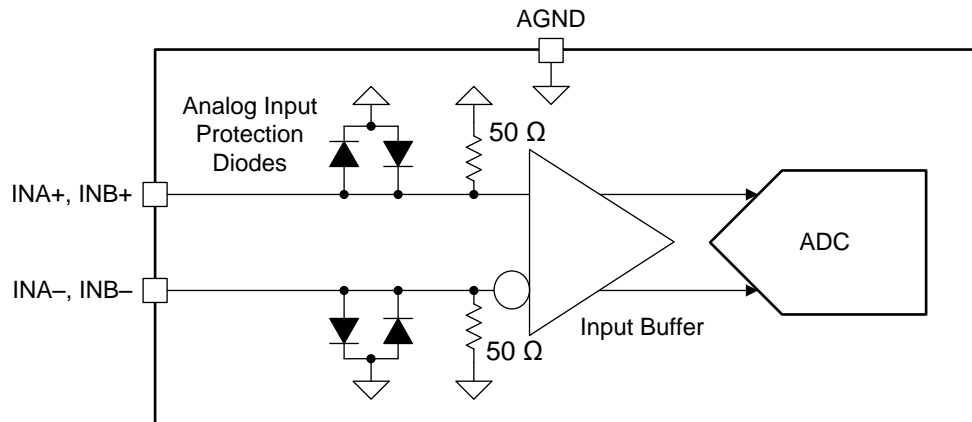 AGND
Analog Input
Protection
Diodes
50 Ω
INA+, INB+
ADC
INA–, INB–
Input Buffer
50 Ω